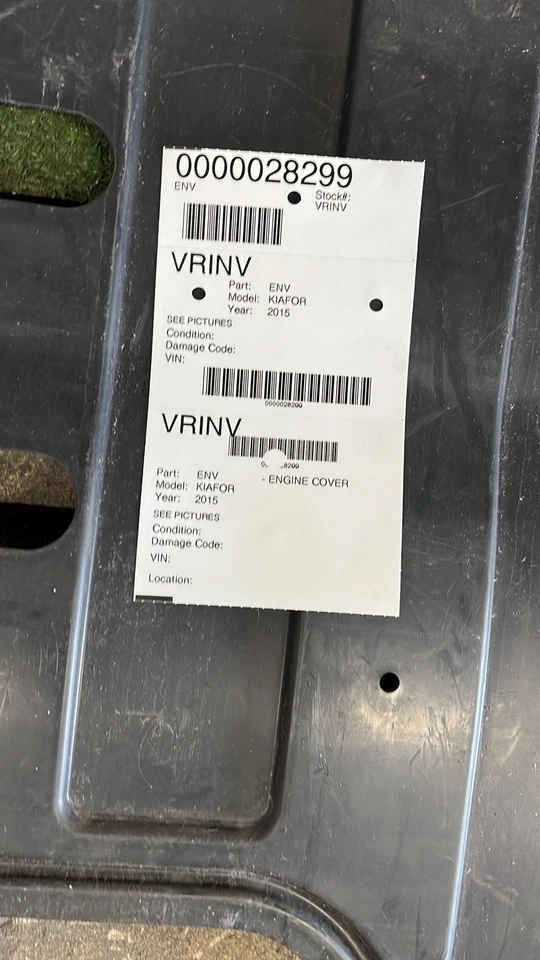 0000028299
ENV
Stock#:
VRINV
VRINV
Part: ENV
Model: KIAFOR
Year: 2015
SEE PICTURES
Condition:
Damage Code:
VIN:
0000028299
VRINV
8299
- ENGINE COVER
Part: ENV
Model: KIAFOR
Year: 2015
SEE PICTURES
Condition:
Damage Code:
VIN:
Location: